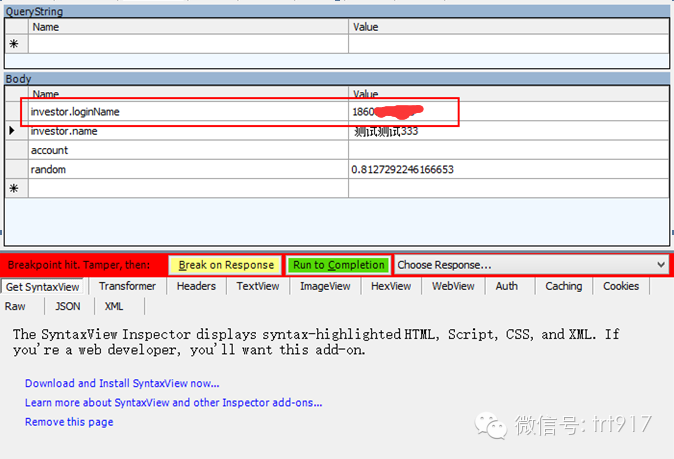 QueryString
Name Value
Body
Name Value
investor.loginName 1860
investor.name 测试测试333
account
random 0.8127292246166653
Breakpoint hit. Tamper, then: Break on Response Run to Completion Choose Response...
Get SyntaxView Transformer Headers TextView ImageView HexView WebView Auth Caching Cookies
Raw JSON XML
The SyntaxView Inspector displays syntax-highlighted HTML, Script, CSS, and XML. If
you're a web developer, you'll want this add-on.
Download and Install SyntaxView now...
Learn more about SyntaxView and other Inspector add-ons...
Remove this page
微信号: trt917